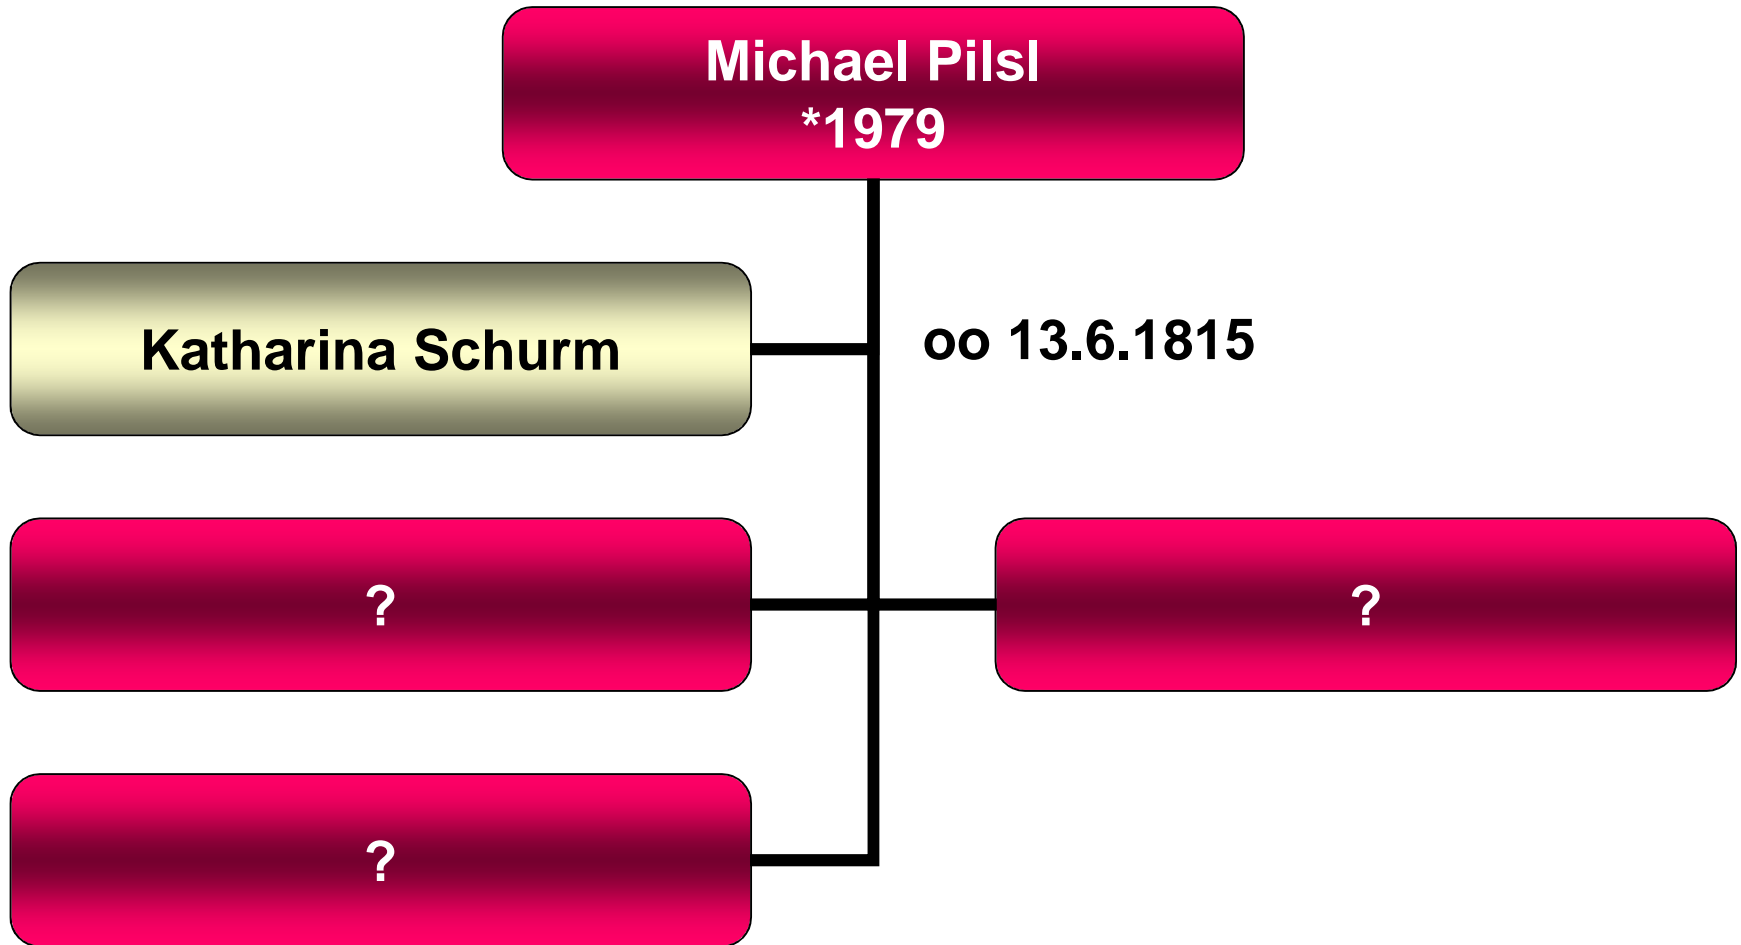 Michael Pilsl
*1979
Katharina Schurm
oo 13.6.1815
?
?
?